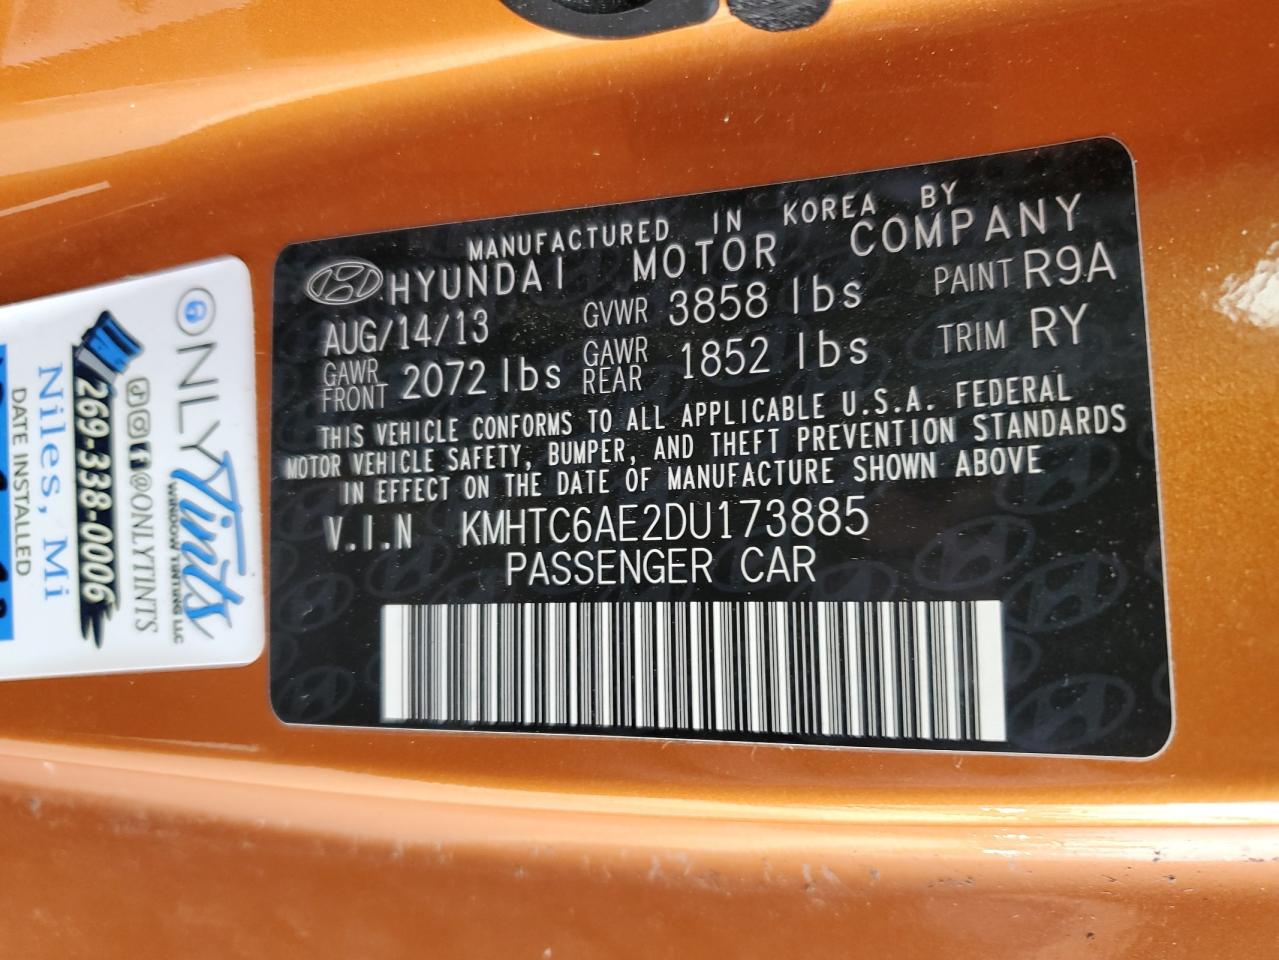 MANUFACTURED IN KOREA BY
HYUNDAI MOTOR COMPANY
AUG/14/13 GVWR 3858 lbs PAINT R9A
GAWR FRONT 2072 lbs GAWR REAR 1852 lbs TRIM RY
THIS VEHICLE CONFORMS TO ALL APPLICABLE U.S.A. FEDERAL
MOTOR VEHICLE SAFETY, BUMPER, AND THEFT PREVENTION STANDARDS
IN EFFECT ON THE DATE OF MANUFACTURE SHOWN ABOVE
V.I.N KMHTC6AE2DU173885
PASSENGER CAR
ONLY Tints
WINDOW TINTING LLC
@ONLYTINTS
269-338-0006
Niles, Mi
DATE INSTALLED